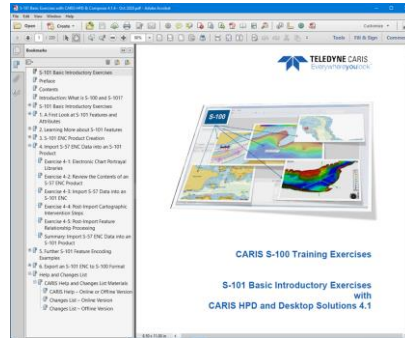 S-101 Basic Exercises with CARIS HPD & Composer 4.1.6 - Oct 2020.pdf - Adobe Acrobat
File Edit View Window Help
Open
Create
Customize
Tools
Fill & Sign
Comment
Bookmarks
S-101 Basic Introductory Exercises
Preface
Contents
Introduction: What is S-100 and S-101?
S-101 Basic Introductory Exercises
1. A First Look at S-101 Features and
Attributes
2. Learning More about S-101 Features
3. S-101 ENC Product Creation
4. Import S-57 ENC Data into an S-101
Product
Exercise 4-1: Electronic Chart Portrayal
Libraries
Exercise 4-2: Review the Contents of an
S-57 ENC Product
Exercise 4-3: Import S-57 Data into an
S-101 ENC
Exercise 4-4: Post-Import Cartographic
Intervention Steps
Exercise 4-5: Post-Import Feature
Relationship Processing
Summary: Import S-57 ENC Data into an
S-101 Product
5. Further S-101 Feature Encoding
Examples
6. Export an S-101 ENC to S-100 Format
Help and Changes List
CARIS Help and Changes List Materials
CARIS Help - Online or Offline Version
Changes List - Online Version
Changes List - Offline Version
TELEDYNE CARIS
Everywhereyoulook
S-100
CARIS S-100 Training Exercises
S-101 Basic Introductory Exercises
with
CARIS HPD and Desktop Solutions 4.1
8.50 x 11.00 in